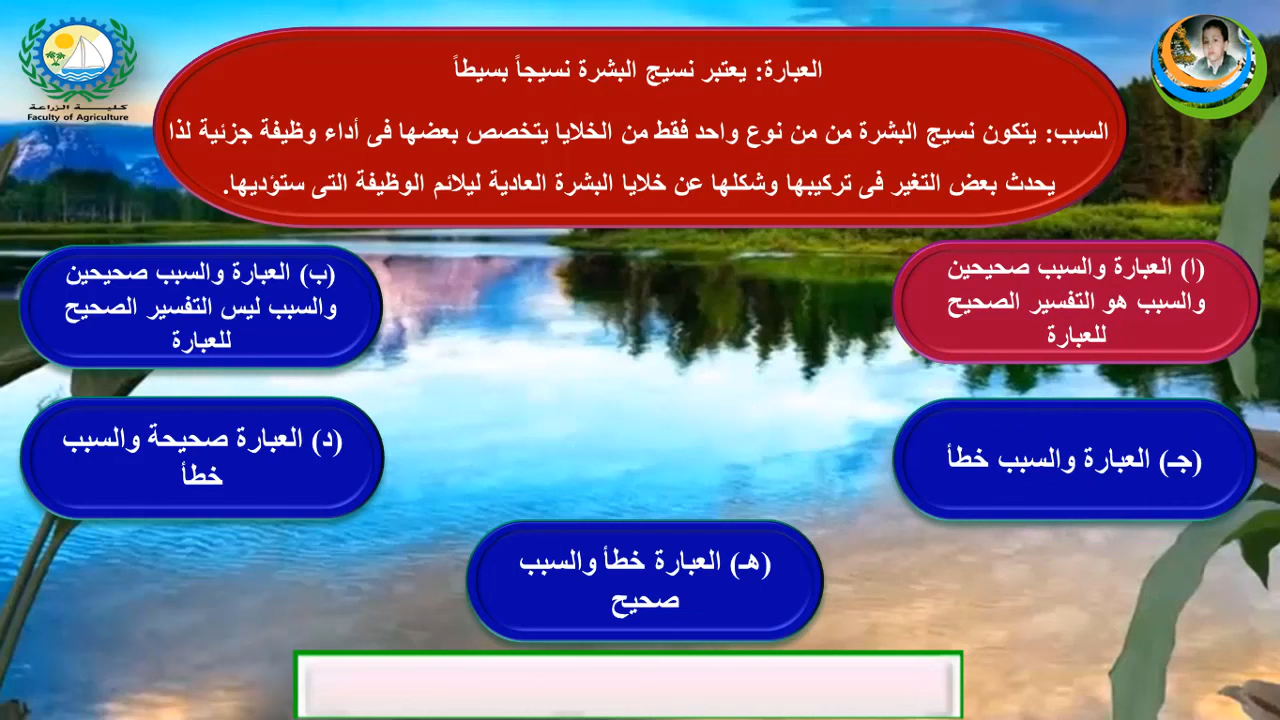 كلية الزراعة
Faculty of Agriculture
العبارة: يعتبر نسيج البشرة نسيجاً بسيطاً
السبب: يتكون نسيج البشرة من من نوع واحد فقط من الخلايا يتخصص بعضها فى أداء وظيفة جزئية لذا
يحدث بعض التغير فى تركيبها وشكلها عن خلايا البشرة العادية ليلائم الوظيفة التى ستؤديها.
(ا) العبارة والسبب صحيحين
والسبب هو التفسير الصحيح
للعبارة
(ب) العبارة والسبب صحيحين
والسبب ليس التفسير الصحيح
للعبارة
(جـ) العبارة والسبب خطأ
(د) العبارة صحيحة والسبب
خطأ
(هـ) العبارة خطأ والسبب
صحيح